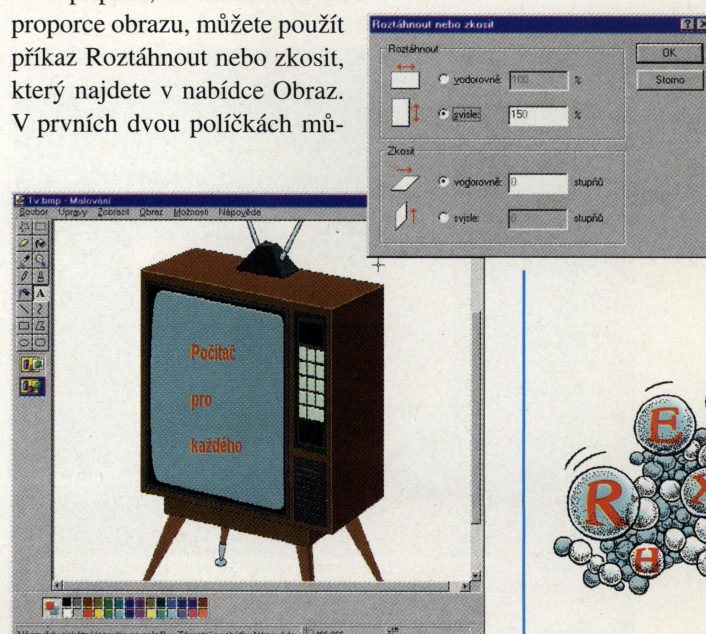 proporce obrazu, můžete použít
příkaz Roztáhnout nebo zkosit,
který najdete v nabídce Obraz.
V prvních dvou políčkách mů-
Roztáhnout nebo zkosit
Roztáhnout
vodorovně: 100 %
svisle: 150 %
OK
Storno
Zkosit
vodorovně: 0 stupňů
svisle: 0 stupňů
Tv.bmp - Malování
Soubor Úpravy Zobrazit Obraz Možnosti Nápověda
A
Počítač
pro
každého
E
R
X
H